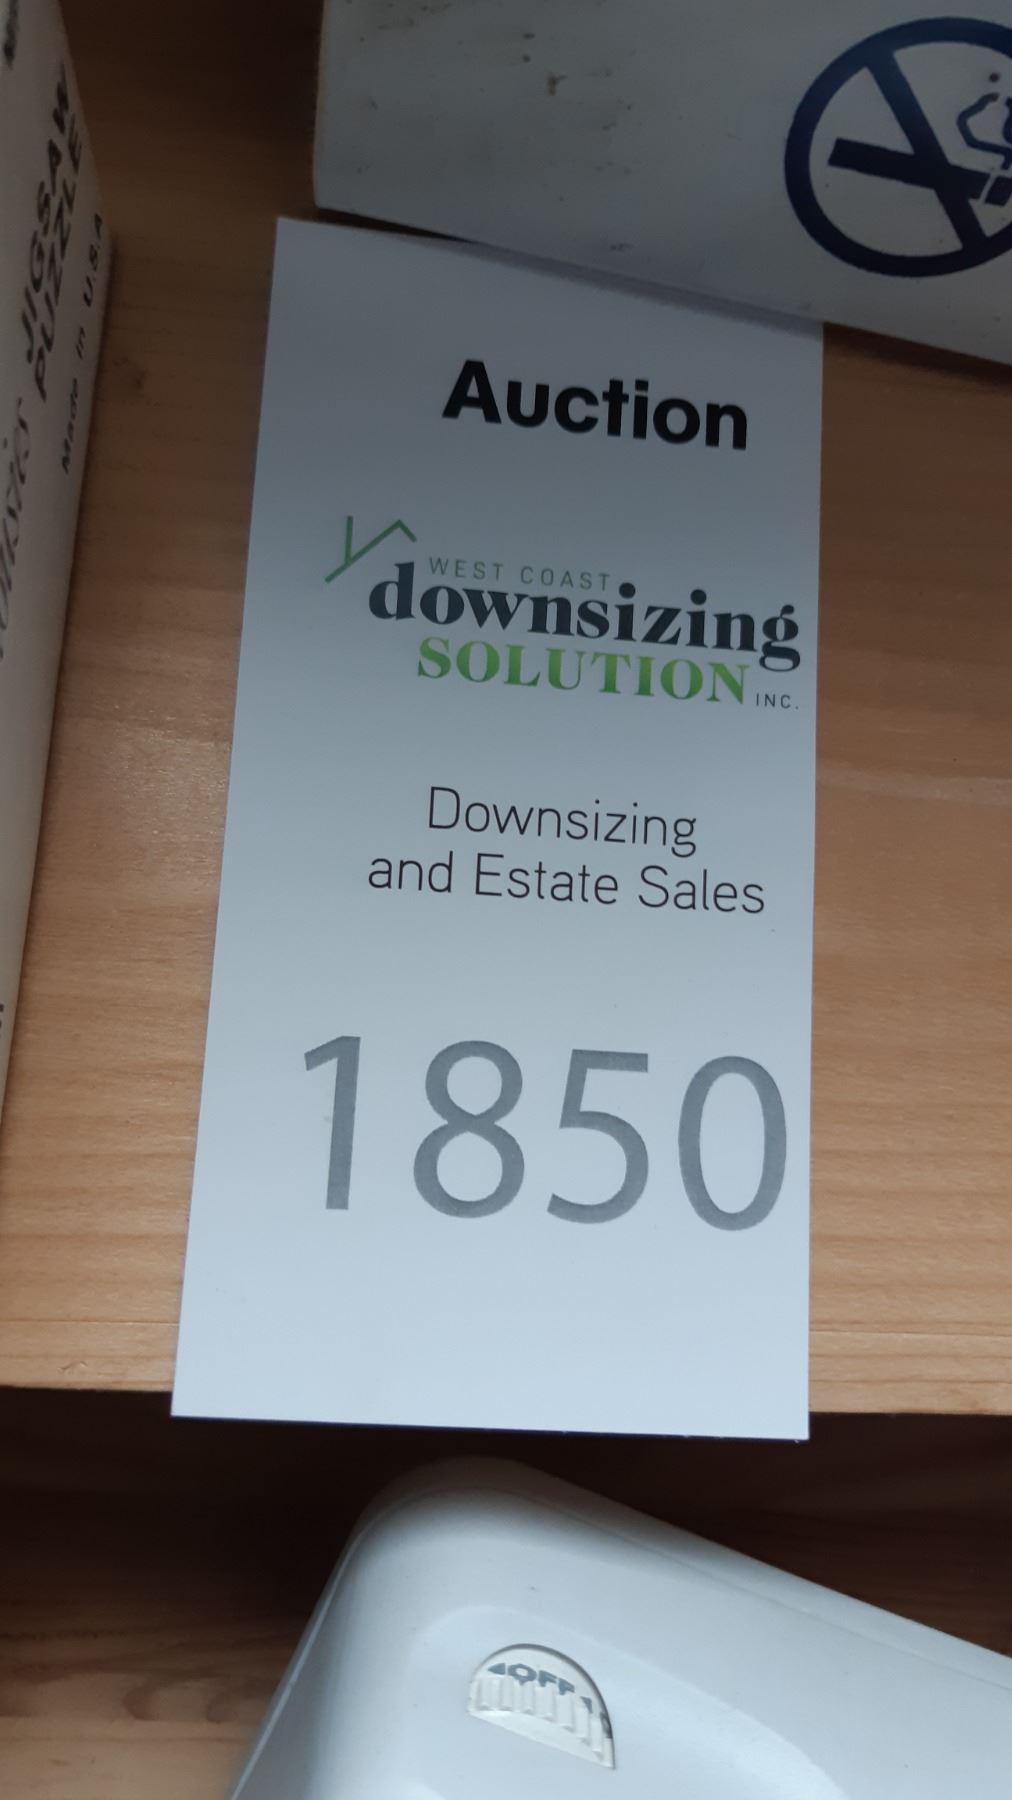 JIGSAW
PUZZLE
Made in U.S.A
Auction
WEST COAST
downsizing
SOLUTION INC.
Downsizing
and Estate Sales
1850
OFF